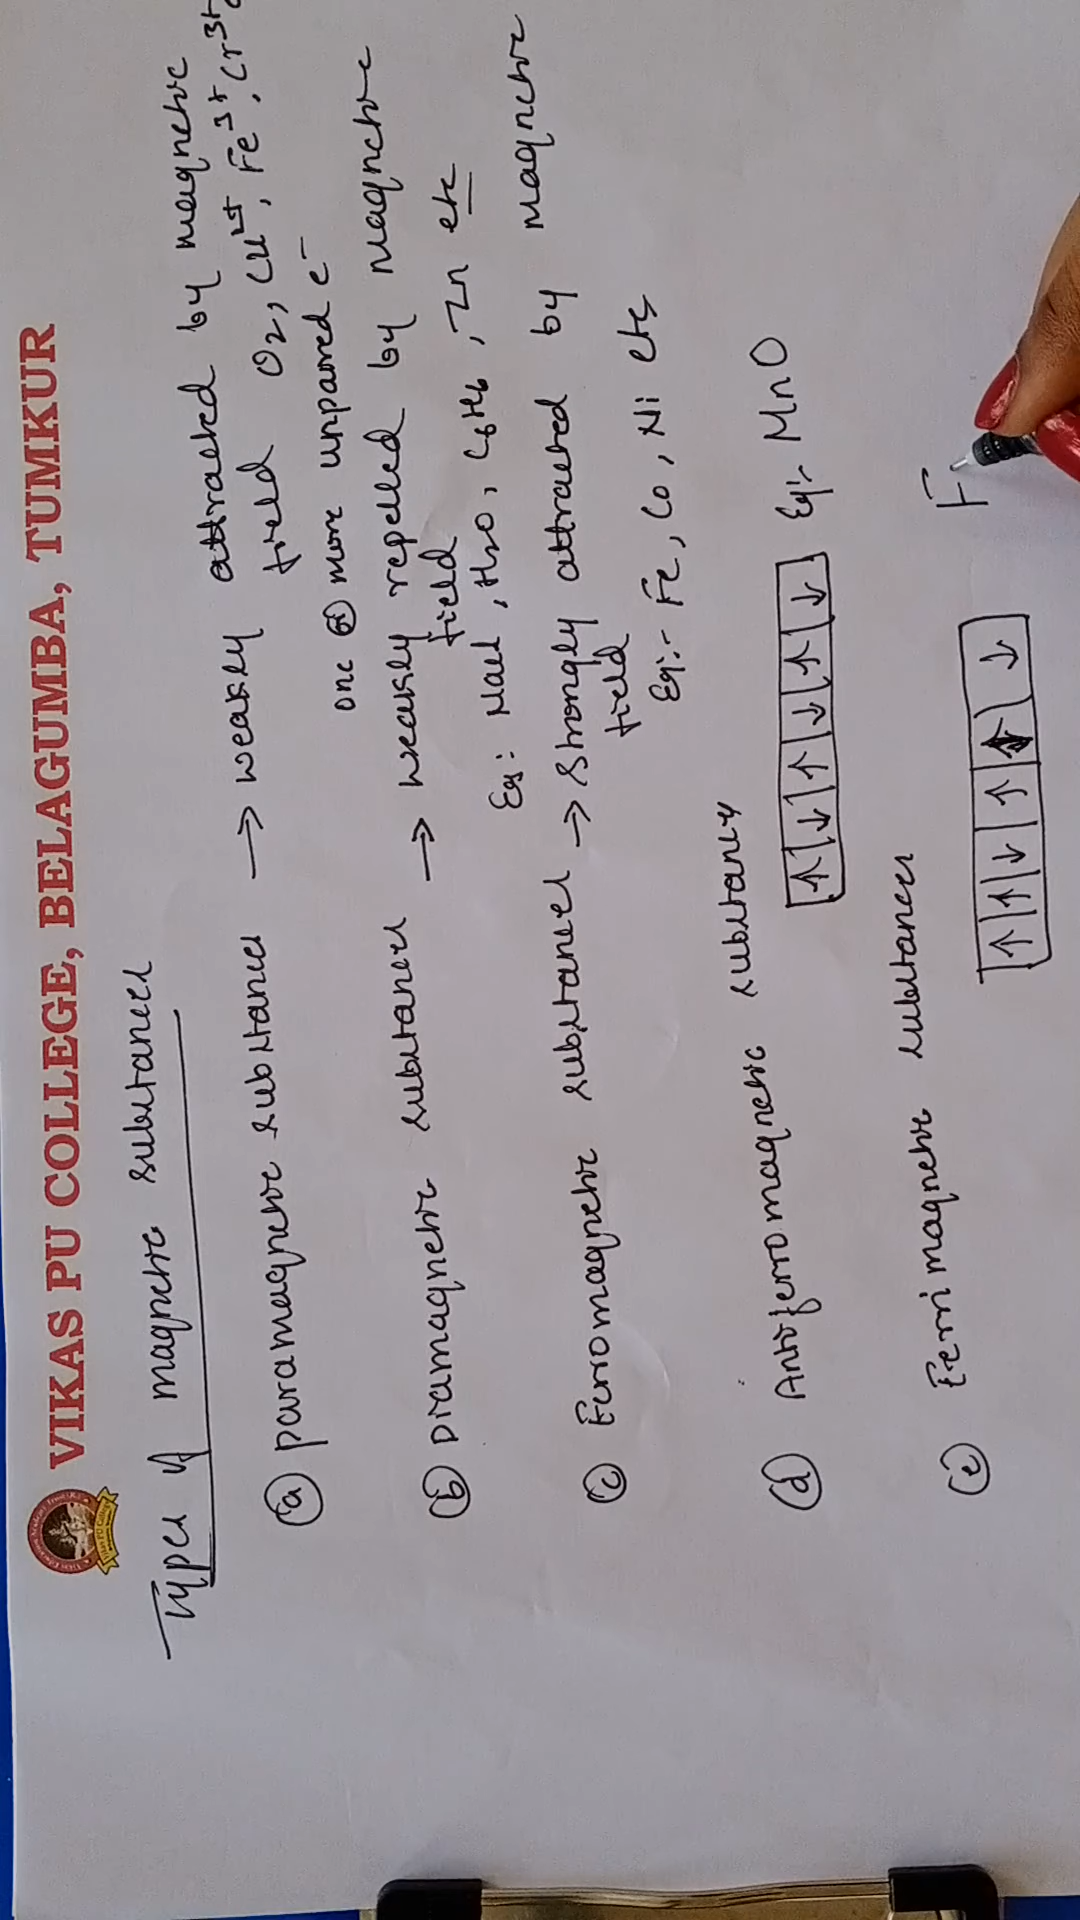 VIKAS PU COLLEGE, BELAGUMBA, TUMKUR
Types of magnetic substances
(a) paramagnetic substances → weakly attracted by magnetic
field O2, Cu2+, Fe3+, Cr3+
one or more unpaired e-
(b) Diamagnetic substances → weakly repelled by magnetic
field
Eg: Nacl, H2O, C6H6, Zn etc
(c) Ferromagnetic substances → strongly attracted by magnetic
field
Eg:- Fe, Co, Ni etc
(d) Antiferromagnetic substances
↑ ↓ ↑ ↓ ↑ ↓ Eg:- MnO
(e) Ferrimagnetic substances
↑ ↑ ↓ ↑ ↑ ↓ F